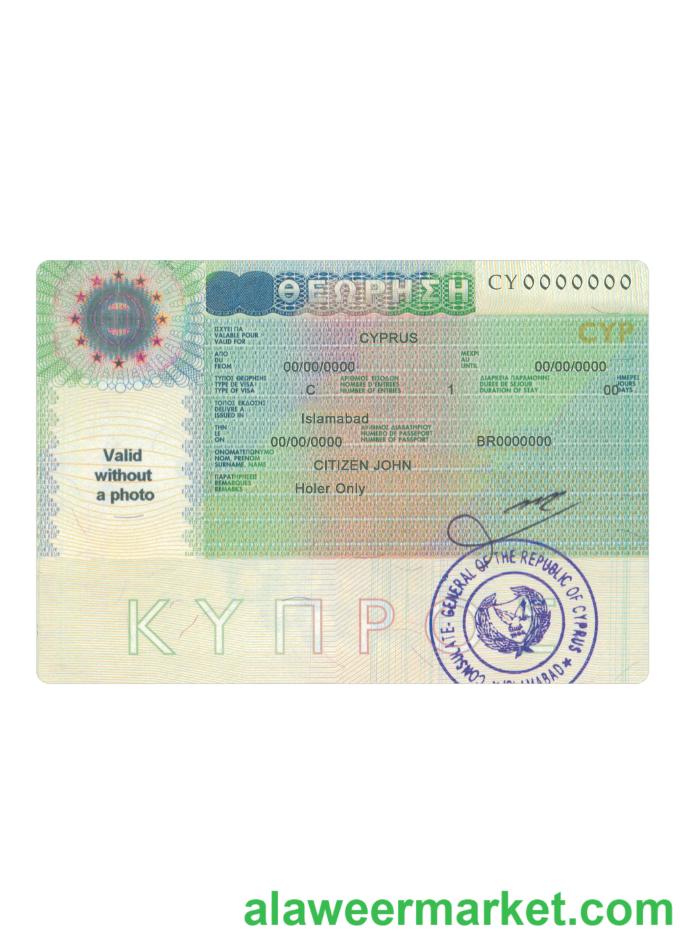 ΘΕΩΡΗΣΗ
CY0000000
ΙΣΧΥΕΙ ΓΙΑ
VALABLE POUR
VALID FOR
CYPRUS
CYP
ΑΠΟ
DU
FROM
00/00/0000
ΜΕΧΡΙ
AU
UNTIL
00/00/0000
ΤΥΠΟΣ ΘΕΩΡΗΣΗΣ
TYPE DE VISA
TYPE OF VISA
C
ΑΡΙΘΜΟΣ ΕΙΣΟΔΩΝ
NOMBRE D'ENTREES
NUMBER OF ENTRIES
1
ΔΙΑΡΚΕΙΑ ΠΑΡΑΜΟΝΗΣ
DUREE DE SEJOUR
DURATION OF STAY
00
ΗΜΕΡΕΣ
JOURS
DAYS
ΤΟΠΟΣ ΕΚΔΟΣΗΣ
DELIVRE A
ISSUED IN
Islamabad
ΤΗΝ
LE
ON
00/00/0000
ΑΡΙΘΜΟΣ ΔΙΑΒΑΤΗΡΙΟΥ
NUMERO DE PASSEPORT
NUMBER OF PASSPORT
BR0000000
ΟΝΟΜΑΤΕΠΩΝΥΜΟ
NOM, PRENOM
SURNAME, NAME
CITIZEN JOHN
ΠΑΡΑΤΗΡΗΣΕΙΣ
REMARQUES
REMARKS
Holer Only
Valid
without
a photo
ΚΥΠΡΟΣ
CONSULATE-GENERAL OF THE REPUBLIC OF CYPRUS ★
ISLAMABAD
alaweermarket.com